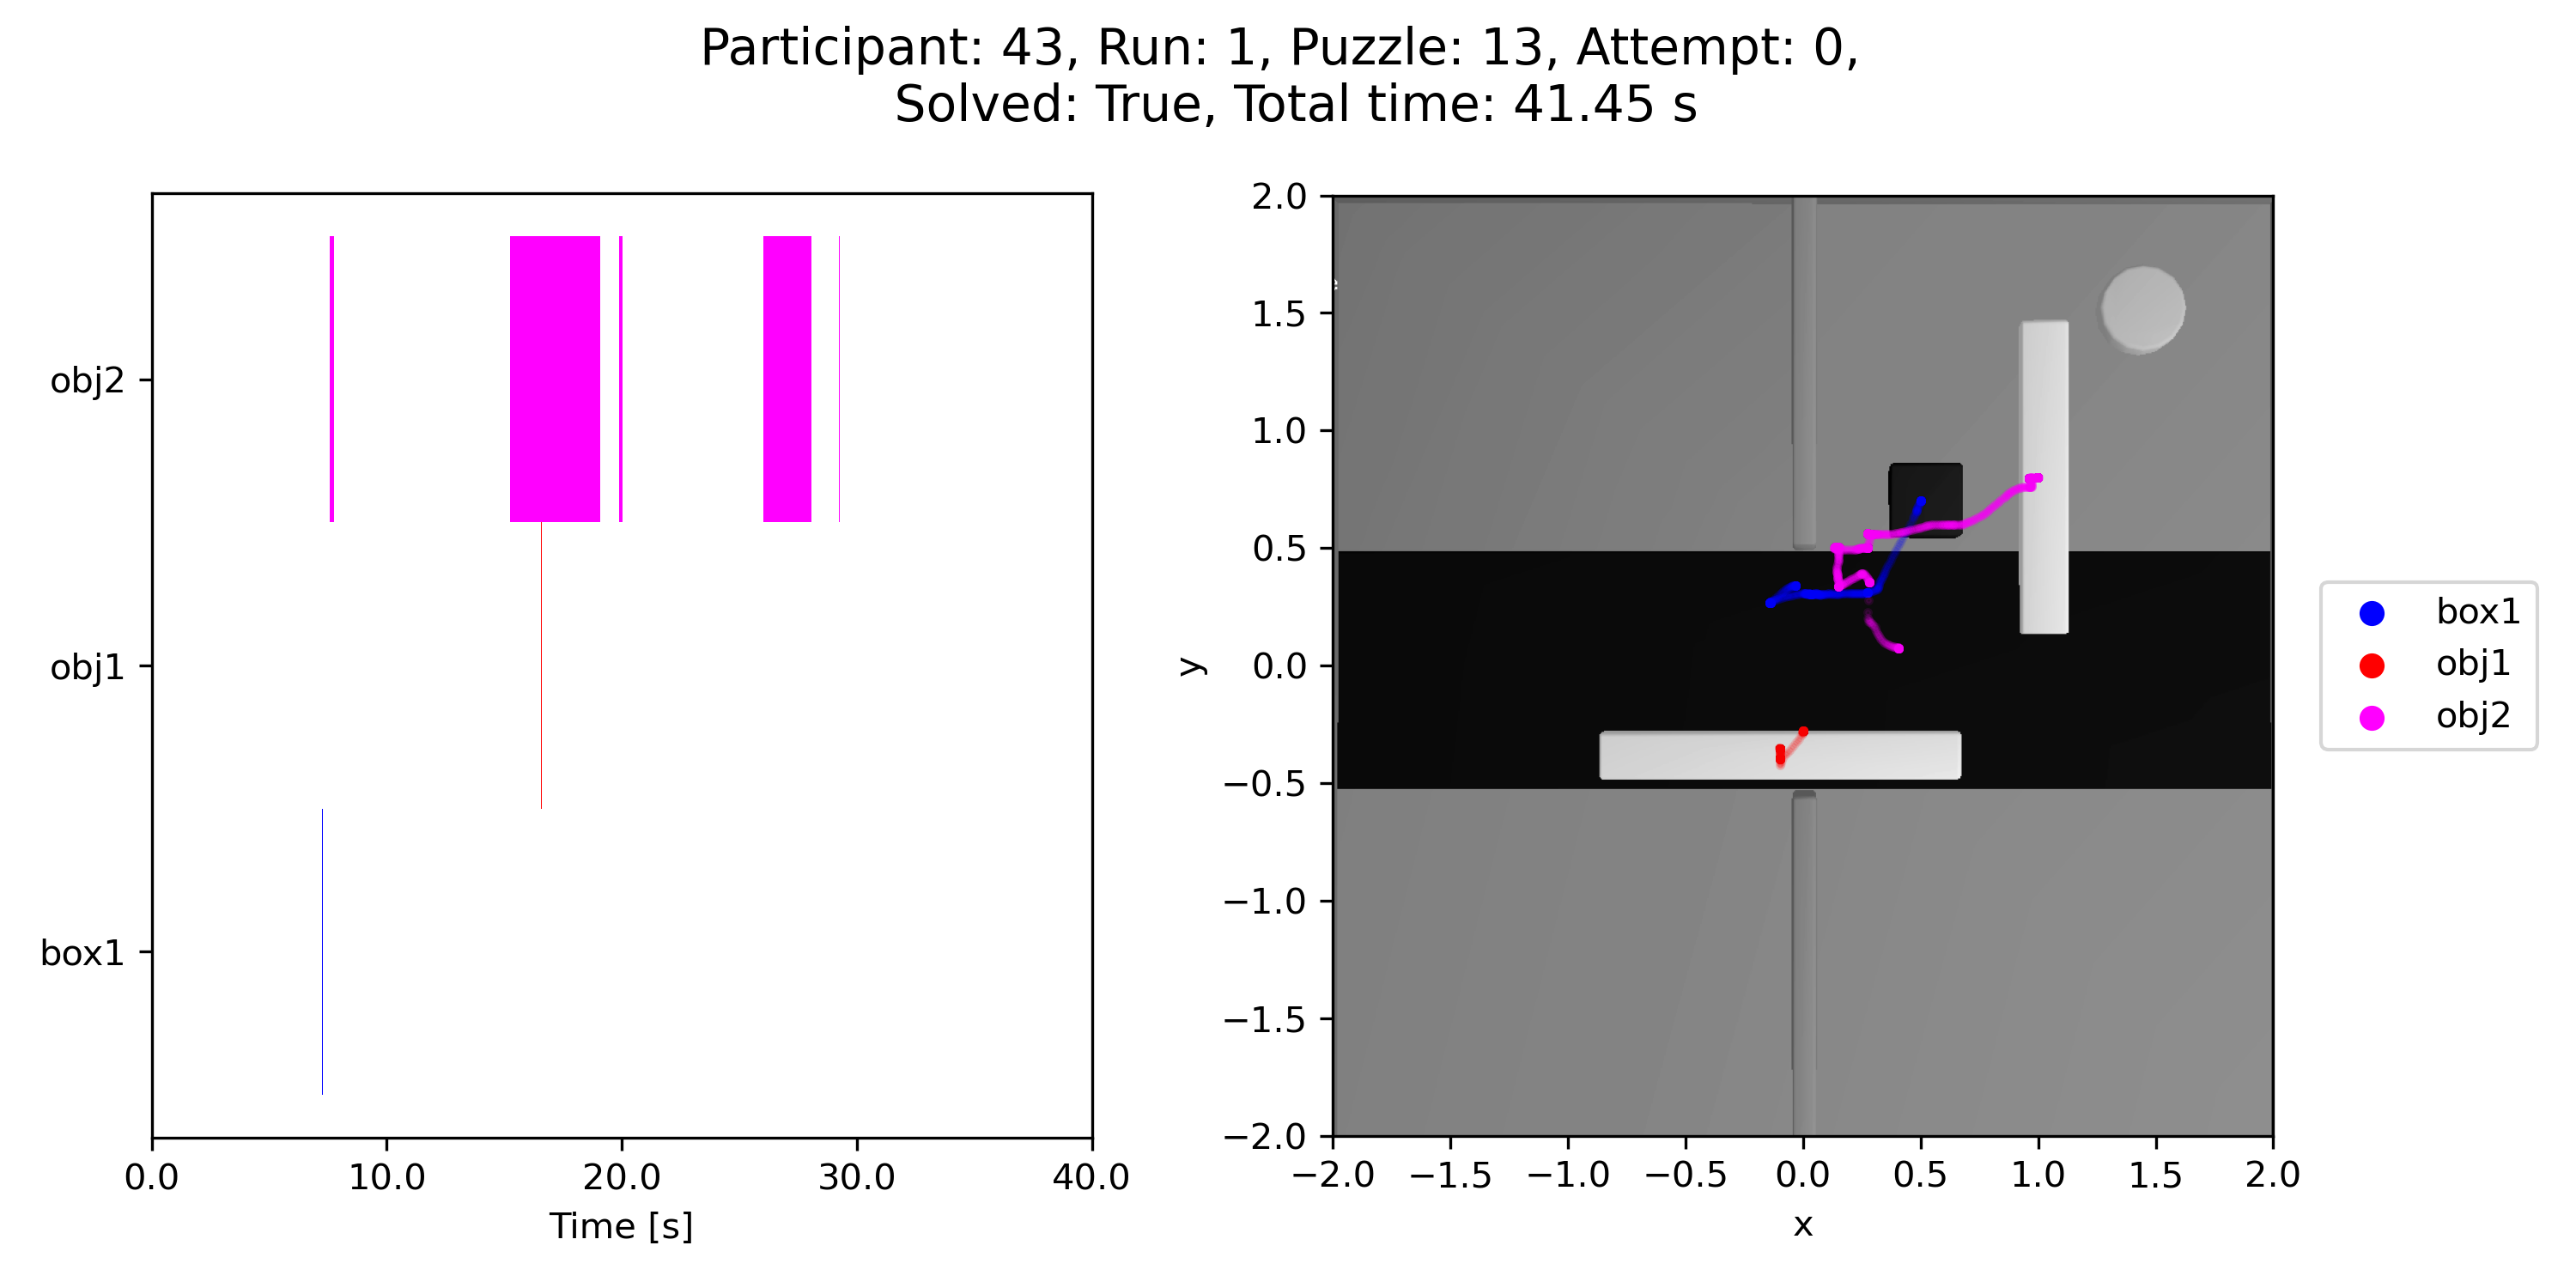 Participant: 43, Run: 1, Puzzle: 13, Attempt: 0,
Solved: True, Total time: 41.45 s
obj2
obj1
box1
0.0 10.0 20.0 30.0 40.0
Time [s]
2.0
1.5
1.0
0.5
0.0
−0.5
−1.0
−1.5
−2.0
y
−2.0 −1.5 −1.0 −0.5 0.0 0.5 1.0 1.5 2.0
x
box1
obj1
obj2